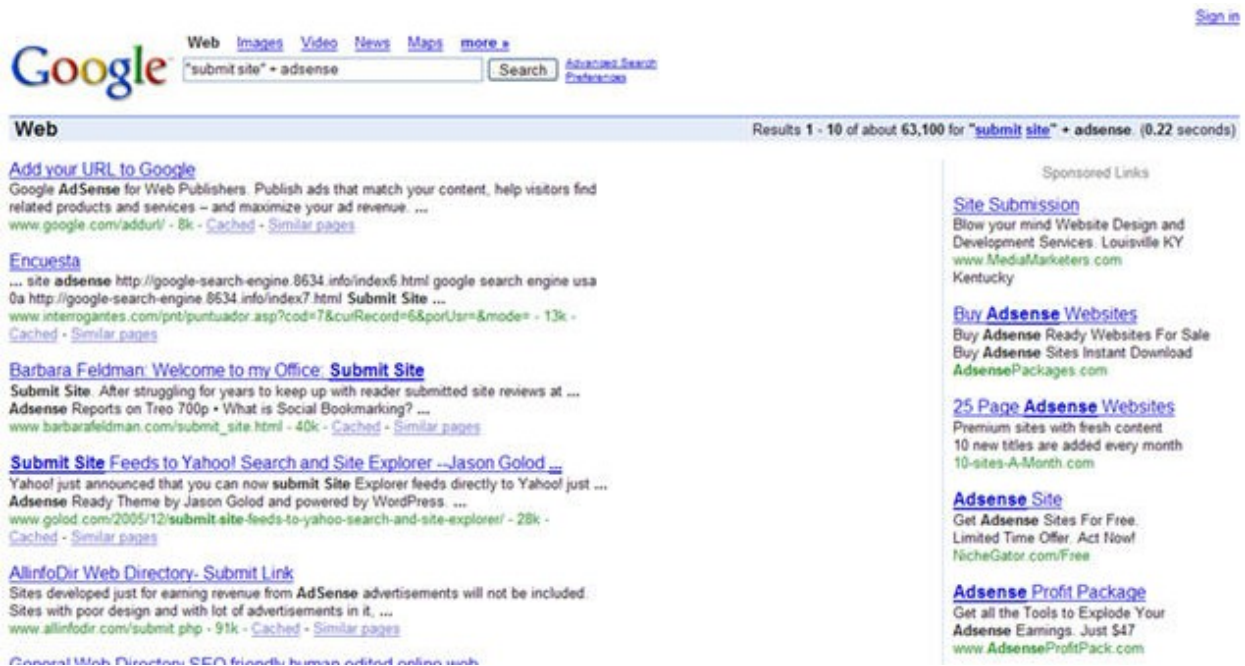 Sign in
Web Images Video News Maps more »
Google
"submit site" + adsense
Search
Advanced Search
Preferences
Web
Results 1 - 10 of about 63,100 for "submit site" + adsense. (0.22 seconds)
Add your URL to Google
Google AdSense for Web Publishers. Publish ads that match your content, help visitors find
related products and services – and maximize your ad revenue. ...
www.google.com/addurl/ - 8k - Cached - Similar pages
Encuesta
... site adsense http://google-search-engine.8634.info/index6.html google search engine usa
0a http://google-search-engine.8634.info/index7.html Submit Site ...
www.interrogantes.com/pnt/puntuador.asp?cod=7&curRecord=6&porUsr=&mode= - 13k -
Cached - Similar pages
Barbara Feldman: Welcome to my Office: Submit Site
Submit Site. After struggling for years to keep up with reader submitted site reviews at ...
Adsense Reports on Treo 700p • What is Social Bookmarking? ...
www.barbarafeldman.com/submit_site.html - 40k - Cached - Similar pages
Submit Site Feeds to Yahoo! Search and Site Explorer --Jason Golod ...
Yahoo! just announced that you can now submit Site Explorer feeds directly to Yahoo! just ...
Adsense Ready Theme by Jason Golod and powered by WordPress. ...
www.golod.com/2005/12/submit-site-feeds-to-yahoo-search-and-site-explorer/ - 28k -
Cached - Similar pages
AllinfoDir Web Directory- Submit Link
Sites developed just for earning revenue from AdSense advertisements will not be included.
Sites with poor design and with lot of advertisements in it, ...
www.allinfodir.com/submit.php - 91k - Cached - Similar pages
General Web Directory SEO friendly human edited online web
Sponsored Links
Site Submission
Blow your mind Website Design and
Development Services. Louisville KY
www.MediaMarketers.com
Kentucky
Buy Adsense Websites
Buy Adsense Ready Websites For Sale
Buy Adsense Sites Instant Download
AdsensePackages.com
25 Page Adsense Websites
Premium sites with fresh content
10 new titles are added every month
10-sites-A-Month.com
Adsense Site
Get Adsense Sites For Free.
Limited Time Offer. Act Now!
NicheGator.com/Free
Adsense Profit Package
Get all the Tools to Explode Your
Adsense Earnings. Just $47
www.AdsenseProfitPack.com